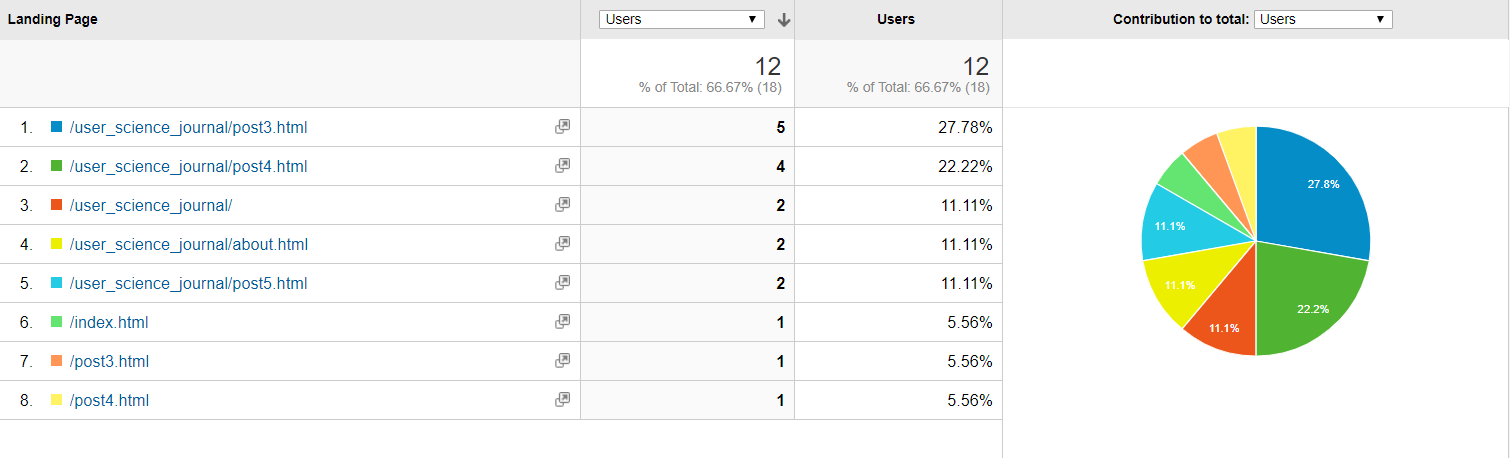 Landing Page Users Users Contribution to total: Users
12 12
% of Total: 66.67% (18) % of Total: 66.67% (18)
1. /user_science_journal/post3.html 5 27.78%
2. /user_science_journal/post4.html 4 22.22%
3. /user_science_journal/ 2 11.11%
4. /user_science_journal/about.html 2 11.11%
5. /user_science_journal/post5.html 2 11.11%
6. /index.html 1 5.56%
7. /post3.html 1 5.56%
8. /post4.html 1 5.56%
27.8%
11.1%
11.1%
22.2%
11.1%